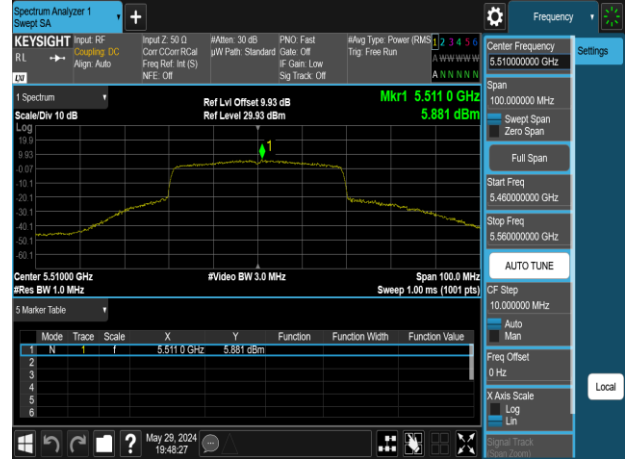 Spectrum Analyzer 1
Swept SA
+
Frequency
KEYSIGHT
RL
LXI
Input: RF
Coupling: DC
Align: Auto
Input Z: 50 Ω
Corr CCorr RCal
Freq Ref: Int (S)
NFE: Off
#Atten: 30 dB
µW Path: Standard
PNO: Fast
Gate: Off
IF Gain: Low
Sig Track: Off
#Avg Type: Power (RMS
Trig: Free Run
1 2 3 4 5 6
A W W W W W
A N N N N N
1 Spectrum
Scale/Div 10 dB
Ref Lvl Offset 9.93 dB
Ref Level 29.93 dBm
Mkr1 5.511 0 GHz
5.881 dBm
Log
19.9
9.93
-0.07
-10.1
-20.1
-30.1
-40.1
-50.1
-60.1
1
Center 5.51000 GHz
#Res BW 1.0 MHz
#Video BW 3.0 MHz
Span 100.0 MHz
Sweep 1.00 ms (1001 pts)
5 Marker Table
Mode Trace Scale X Y Function Function Width Function Value
1 N 1 f 5.511 0 GHz 5.881 dBm
2
3
4
5
6
Center Frequency
5.510000000 GHz
Settings
Span
100.000000 MHz
Swept Span
Zero Span
Full Span
Start Freq
5.460000000 GHz
Stop Freq
5.560000000 GHz
AUTO TUNE
CF Step
10.000000 MHz
Auto
Man
Freq Offset
0 Hz
X Axis Scale
Log
Lin
Local
Signal Track
(Span Zoom)
?
May 29, 2024
19:48:27